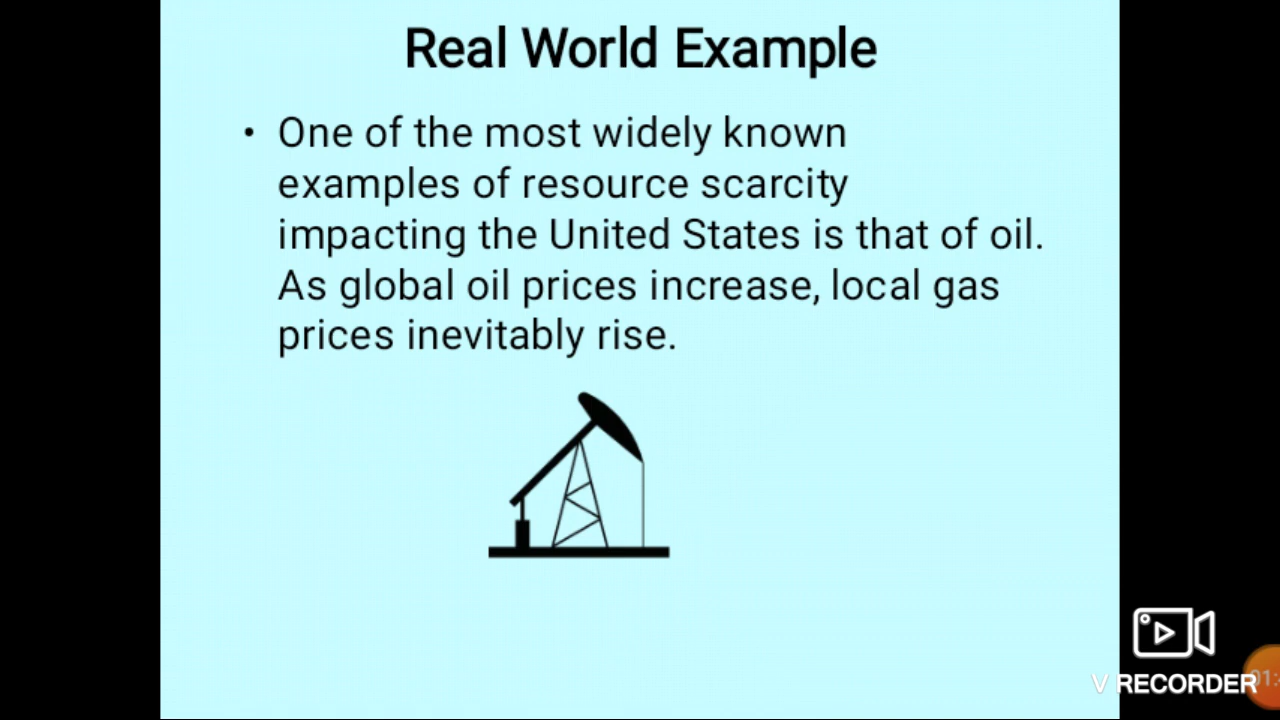 Real World Example
• One of the most widely known
examples of resource scarcity
impacting the United States is that of oil.
As global oil prices increase, local gas
prices inevitably rise.
V RECORDER